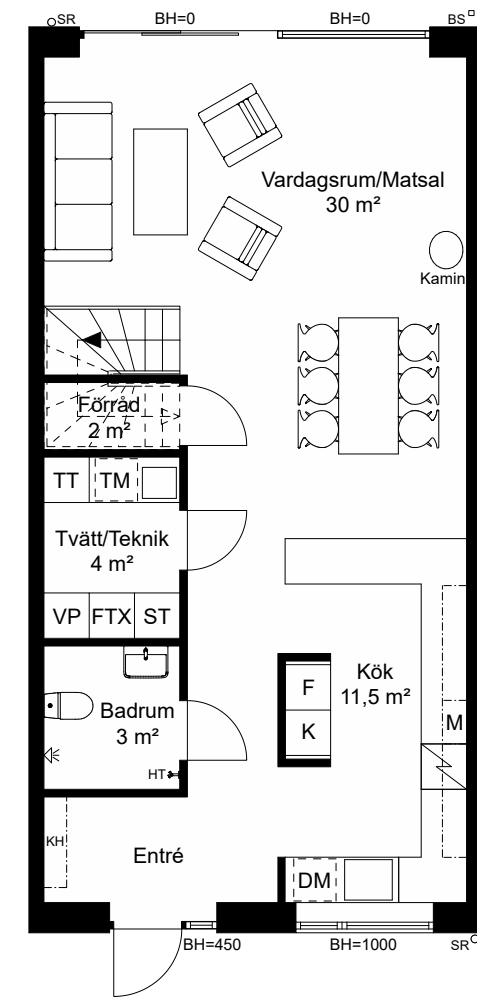 SR
BH=0
BH=0
BS
Vardagsrum/Matsal
30 m²
Kamin
Förråd
2 m²
TT
TM
Tvätt/Teknik
4 m²
VP
FTX
ST
Kök
11,5 m²
F
K
M
Badrum
3 m²
HT
KH
Entré
DM
BH=450
BH=1000
SR